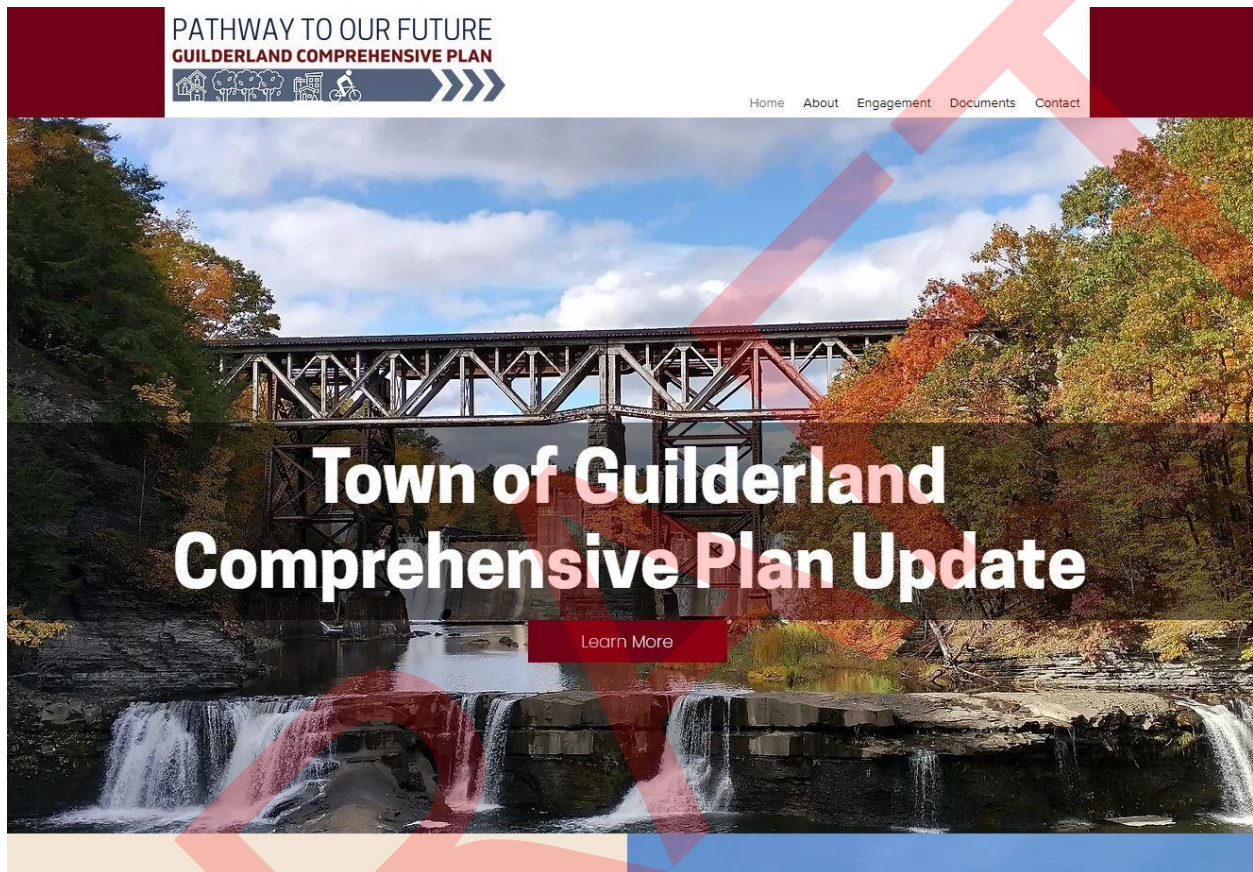 PATHWAY TO OUR FUTURE
GUILDERLAND COMPREHENSIVE PLAN
Home About Engagement Documents Contact
Town of Guilderland
Comprehensive Plan Update
Learn More